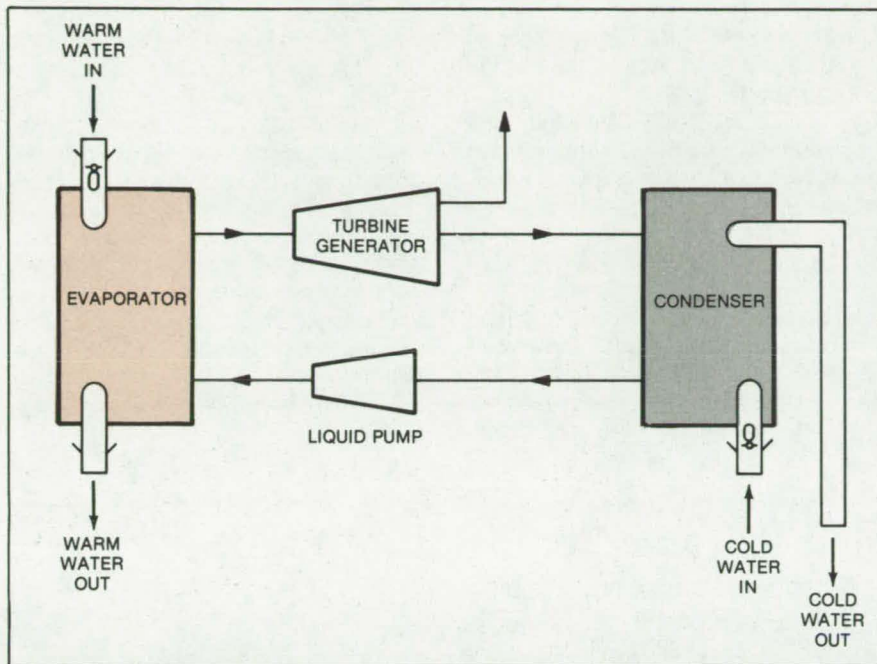 WARM
WATER
IN
TURBINE
GENERATOR
EVAPORATOR
CONDENSER
LIQUID PUMP
WARM
WATER
OUT
COLD
WATER
IN
COLD
WATER
OUT